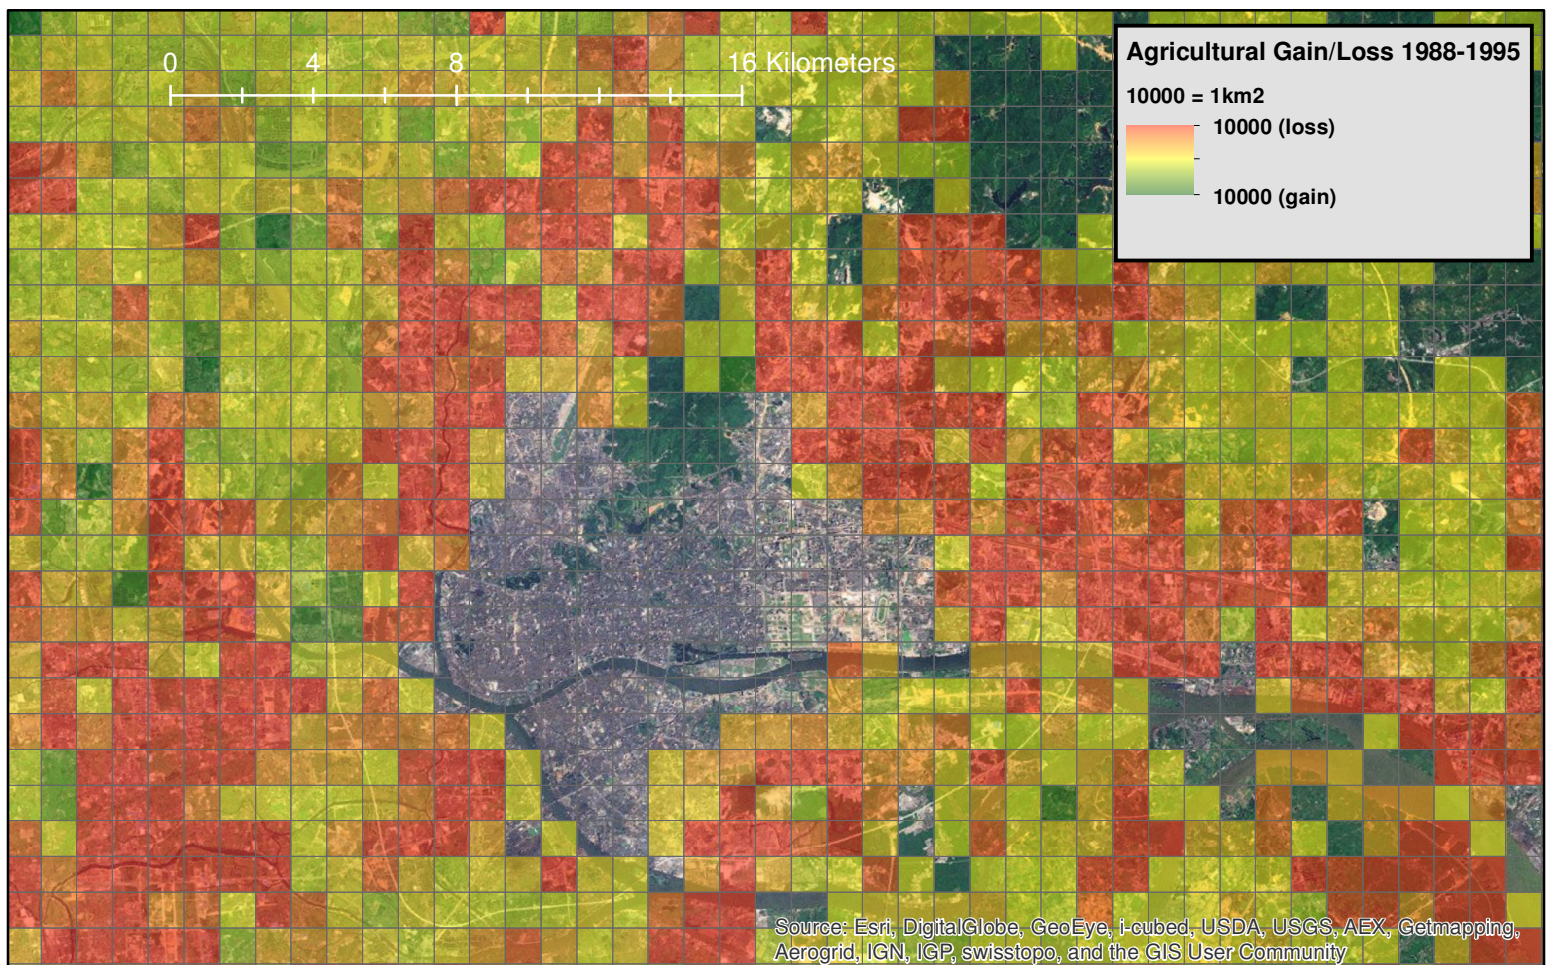 0 4 8 16 Kilometers
Agricultural Gain/Loss 1988-1995
10000 = 1km2
10000 (loss)
10000 (gain)
Source: Esri, DigitalGlobe, GeoEye, i-cubed, USDA, USGS, AEX, Getmapping,
Aerogrid, IGN, IGP, swisstopo, and the GIS User Community